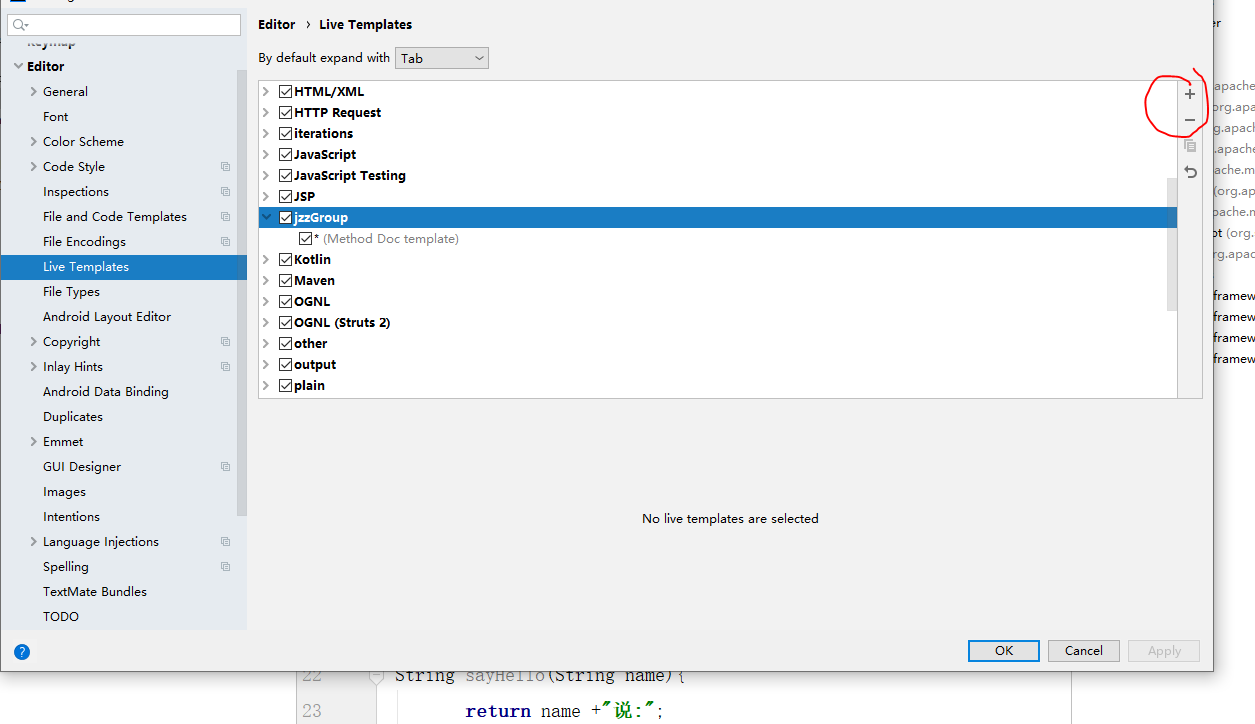 Keymap
Editor
General
Font
Color Scheme
Code Style
Inspections
File and Code Templates
File Encodings
Live Templates
File Types
Android Layout Editor
Copyright
Inlay Hints
Android Data Binding
Duplicates
Emmet
GUI Designer
Images
Intentions
Language Injections
Spelling
TextMate Bundles
TODO
Editor › Live Templates
By default expand with Tab
HTML/XML
HTTP Request
iterations
JavaScript
JavaScript Testing
JSP
jzzGroup
* (Method Doc template)
Kotlin
Maven
OGNL
OGNL (Struts 2)
other
output
plain
No live templates are selected
? OK Cancel Apply
er
apache
org.apa
g.apach
.apache
ache.m
(org.ap
pache.m
ot (org.
rg.apac
framew
framew
framew
framew
22 String sayHello(String name){
23 return name +"说:";